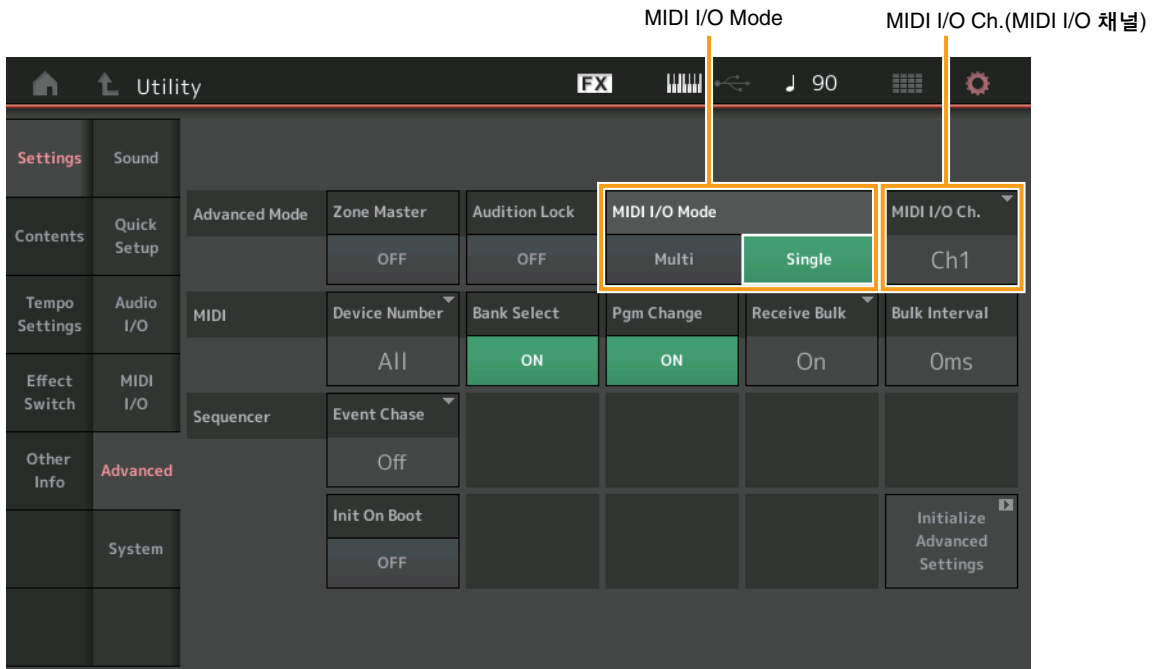 MIDI I/O Mode
MIDI I/O Ch.(MIDI I/O 채널)
Utility
FX
90
Settings
Sound
Contents
Quick
Setup
Tempo
Settings
Audio
I/O
Effect
Switch
MIDI
I/O
Other
Info
Advanced
System
Advanced Mode
Zone Master
OFF
Audition Lock
OFF
MIDI I/O Mode
Multi
Single
MIDI I/O Ch.
Ch1
MIDI
Device Number
All
Bank Select
ON
Pgm Change
ON
Receive Bulk
On
Bulk Interval
0ms
Sequencer
Event Chase
Off
Init On Boot
OFF
Initialize
Advanced
Settings